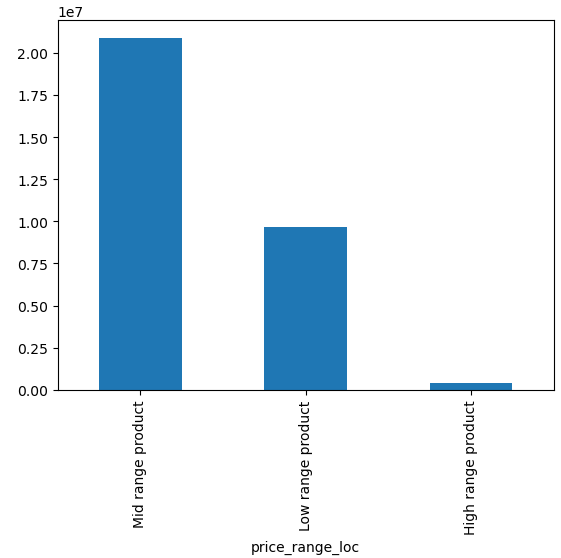 1e7
2.00
1.75
1.50
1.25
1.00
0.75
0.50
0.25
0.00
Mid range product
Low range product
High range product
price_range_loc